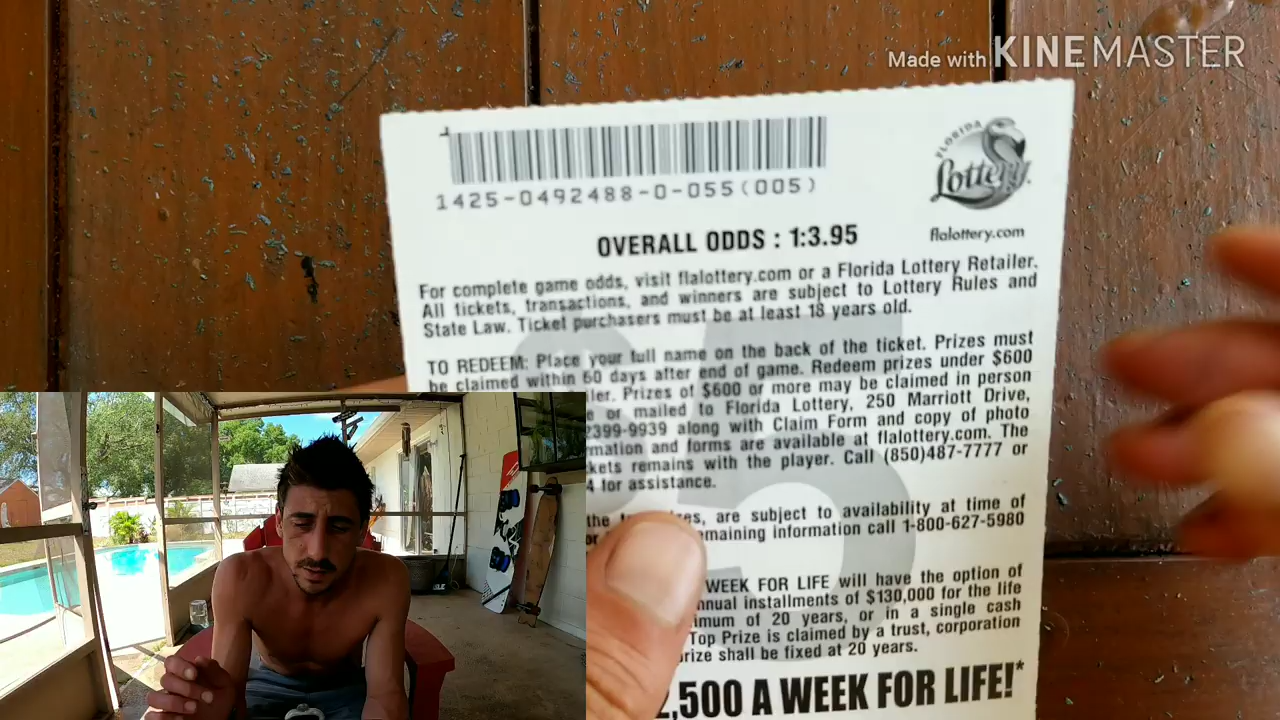 Made with KINEMASTER
FLORIDA
Lottery
1425-0492488-0-055(005)
OVERALL ODDS : 1:3.95
flalottery.com
For complete game odds, visit flalottery.com or a Florida Lottery Retailer.
All tickets, transactions, and winners are subject to Lottery Rules and
State Law. Ticket purchasers must be at least 18 years old.
TO REDEEM: Place your full name on the back of the ticket. Prizes must
be claimed within 60 days after end of game. Redeem prizes under $600
Prizes of $600 or more may be claimed in person
or mailed to Florida Lottery, 250 Marriott Drive,
2399-9939 along with Claim Form and copy of photo
and forms are available at flalottery.com. The
remains with the player. Call (850)487-7777 or
4 for assistance.
the are subject to availability at time of
information call 1-800-627-5980
WEEK FOR LIFE will have the option of
installments of $130,000 for the life
of 20 years, or in a single cash
Top Prize is claimed by a trust, corporation
shall be fixed at 20 years.
,500 A WEEK FOR LIFE!*